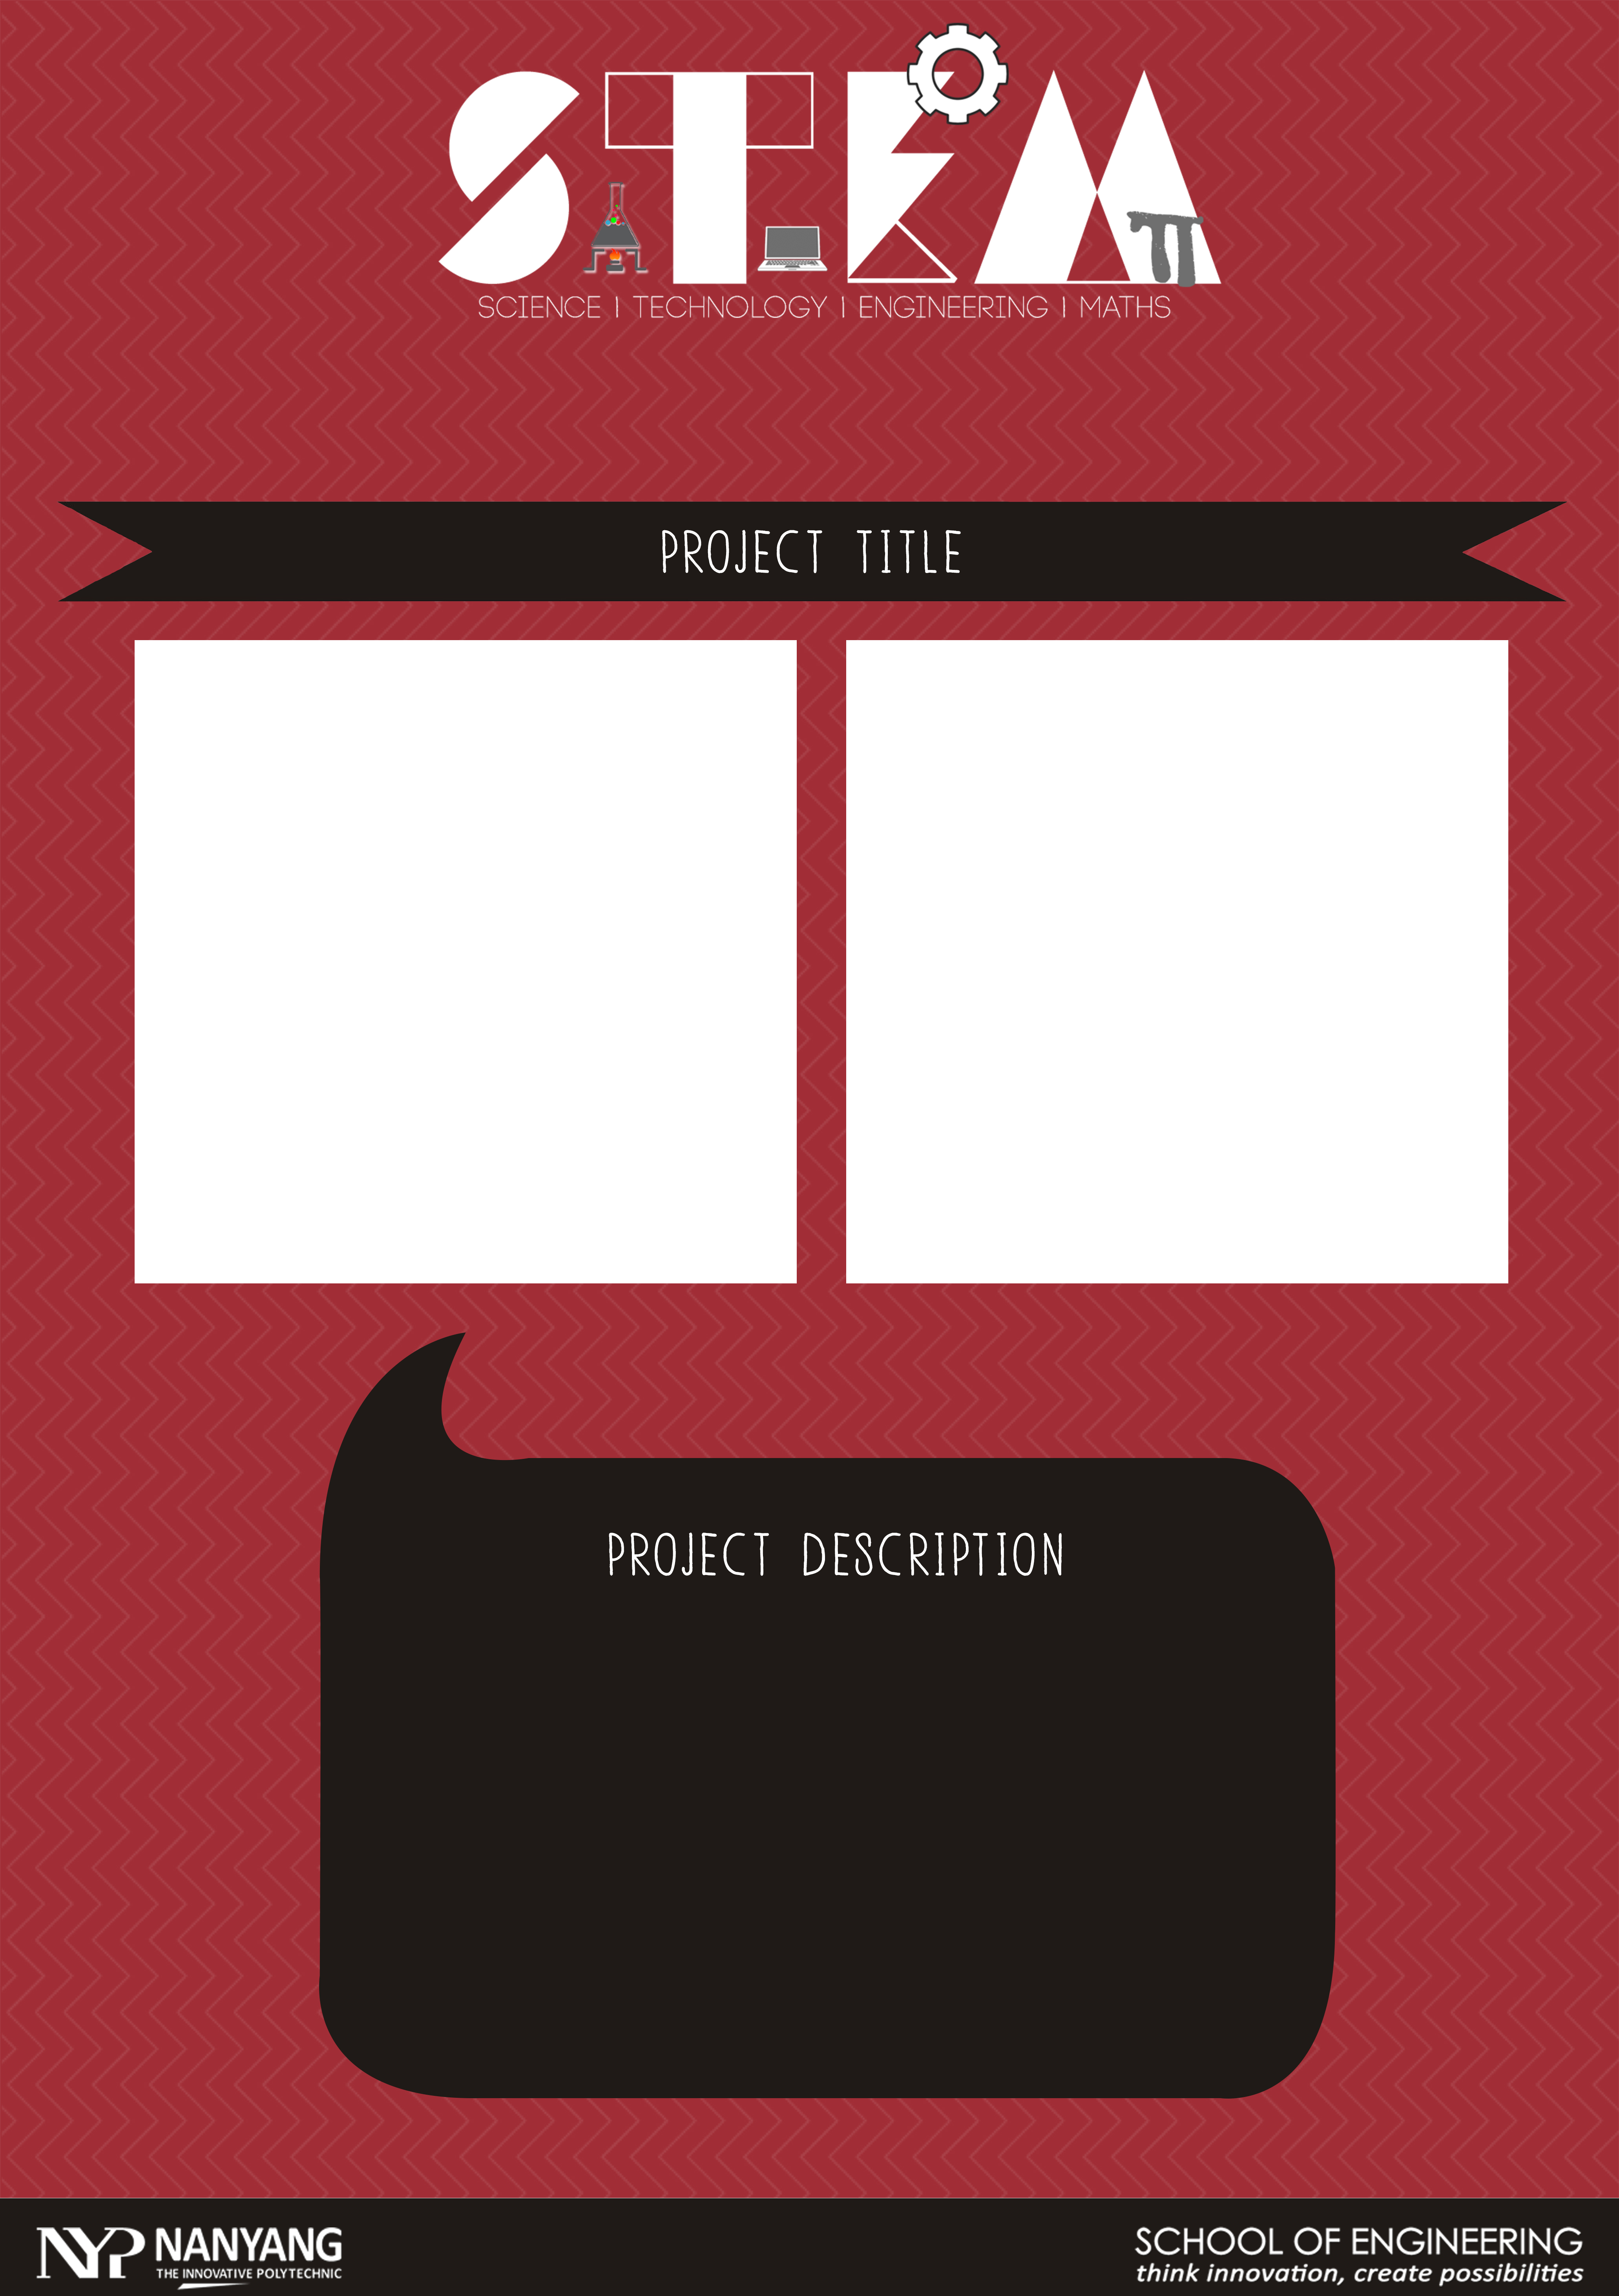 STEM
SCIENCE | TECHNOLOGY | ENGINEERING | MATHS
π
PROJECT TITLE
PROJECT DESCRIPTION
NYP NANYANG
THE INNOVATIVE POLYTECHNIC
SCHOOL OF ENGINEERING
think innovation, create possibilities